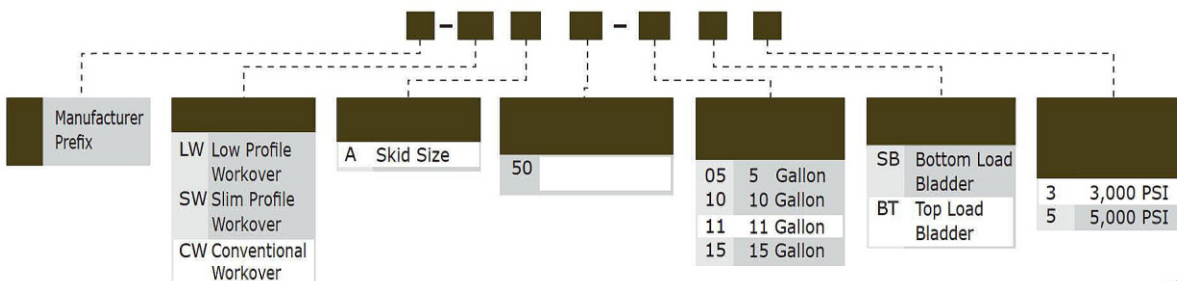 Manufacturer
Prefix
LW Low Profile
Workover
SW Slim Profile
Workover
CW Conventional
Workover
A Skid Size
50
05 5 Gallon
10 10 Gallon
11 11 Gallon
15 15 Gallon
SB Bottom Load
Bladder
BT Top Load
Bladder
3 3,000 PSI
5 5,000 PSI